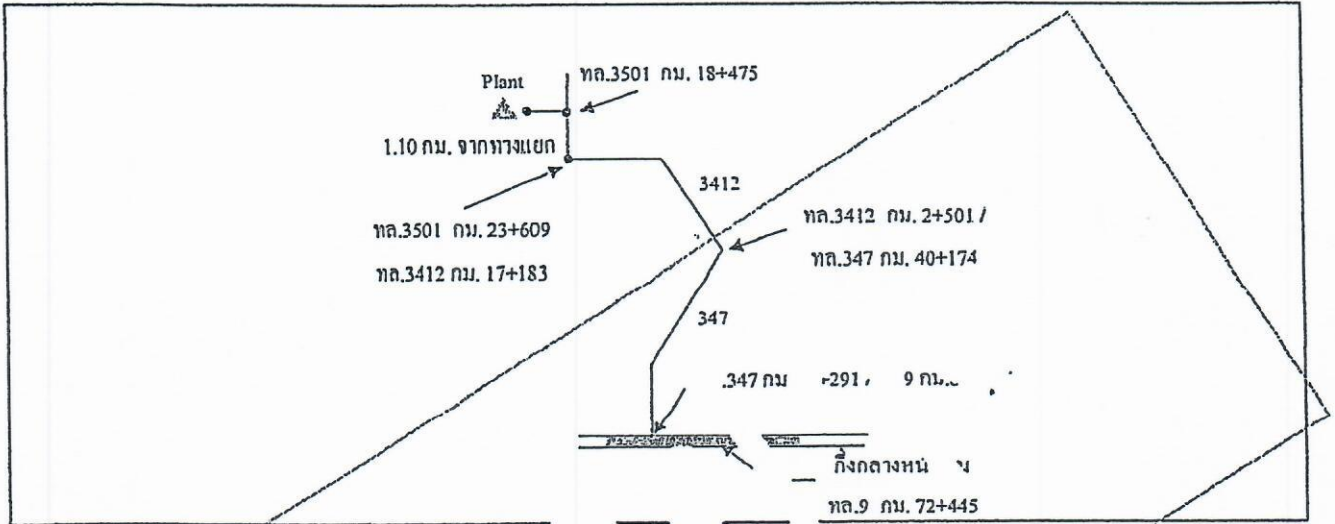 Plant
ทล.3501 กม. 18+475
1.10 กม. จากทางแยก
3412
ทล.3501 กม. 23+609
ทล.3412 กม. 17+183
ทล.3412 กม. 2+501 /
ทล.347 กม. 40+174
347
.347 กม 291 / 9 กม.
กึ่งกลาง
ทล.9 กม. 72+445